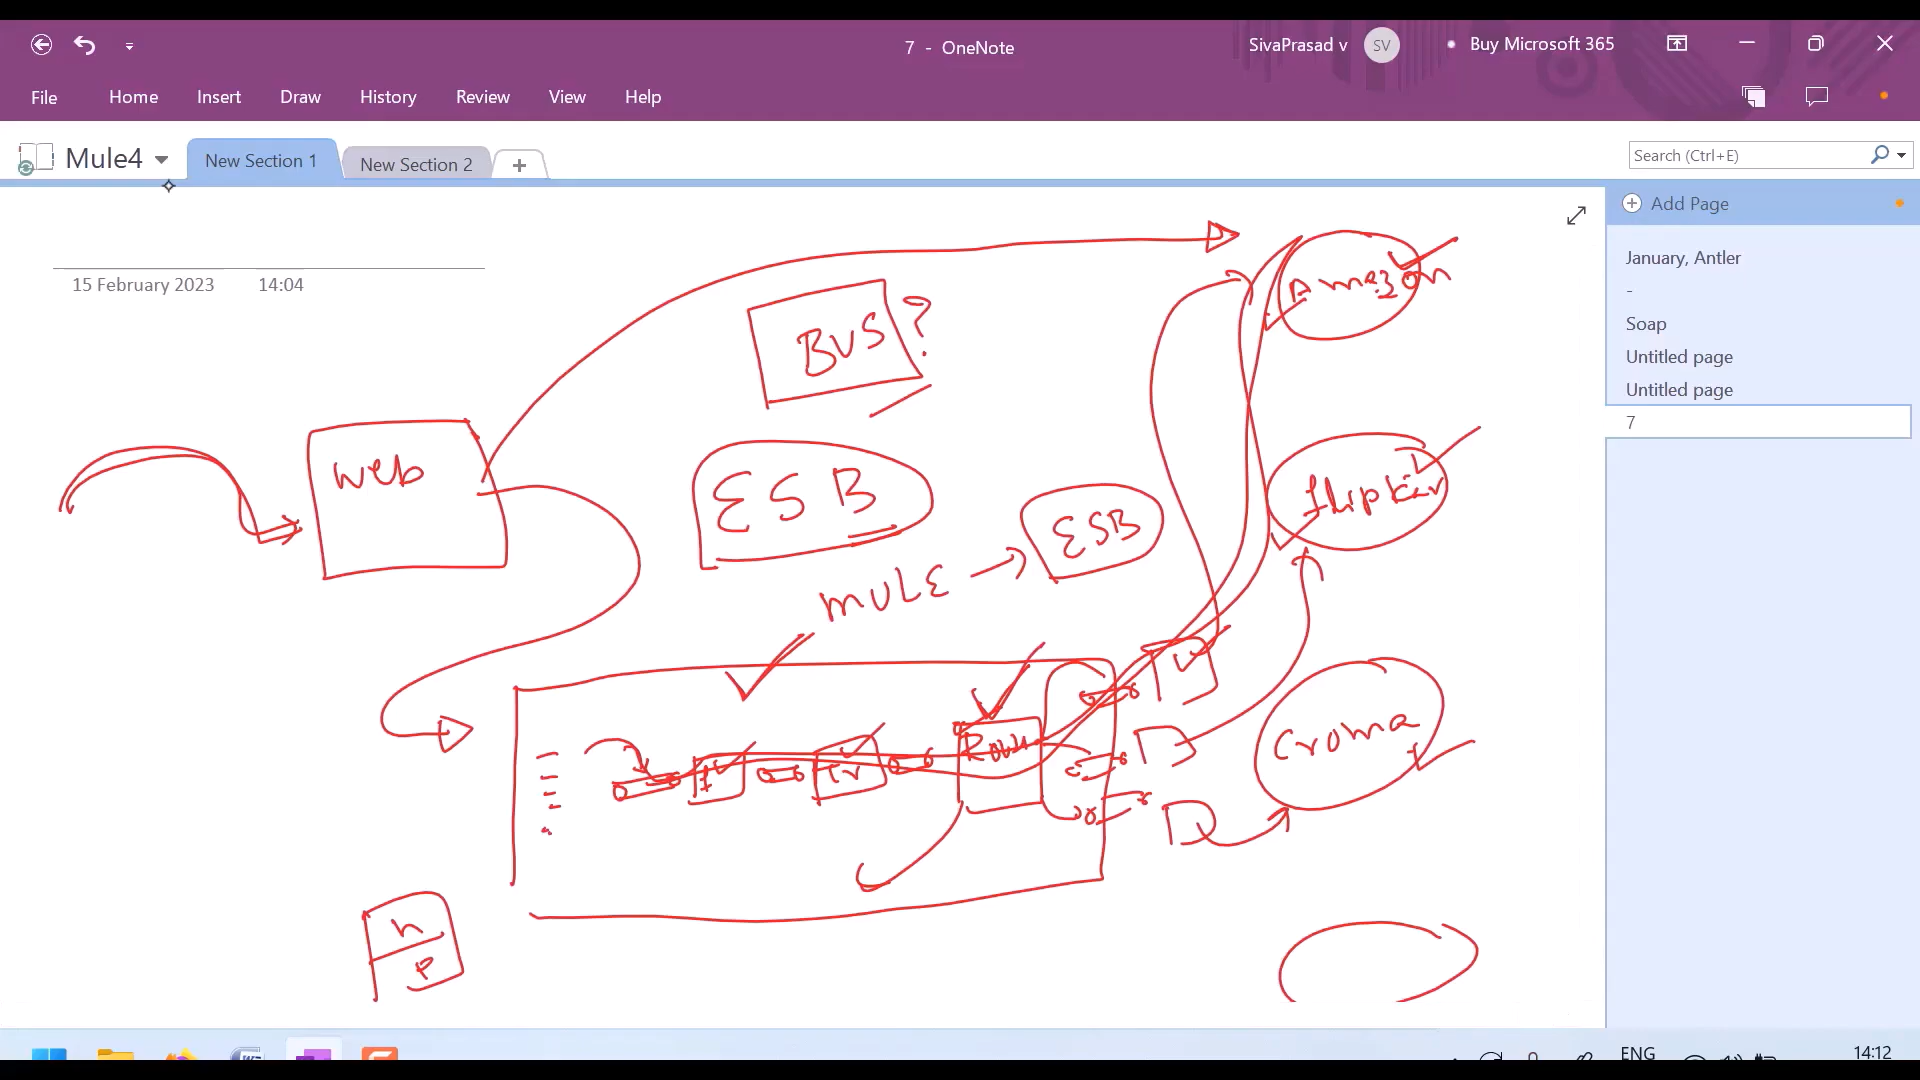 7 - OneNote
SivaPrasad v
SV
Buy Microsoft 365
File
Home
Insert
Draw
History
Review
View
Help
Mule4
New Section 1
New Section 2
Search (Ctrl+E)
Add Page
January, Antler
-
Soap
Untitled page
Untitled page
7
15 February 2023 14:04
Amazon
BUS ?
web
ESB
ESB
MULE
Croma
Tr
h
P
ENG
14:12